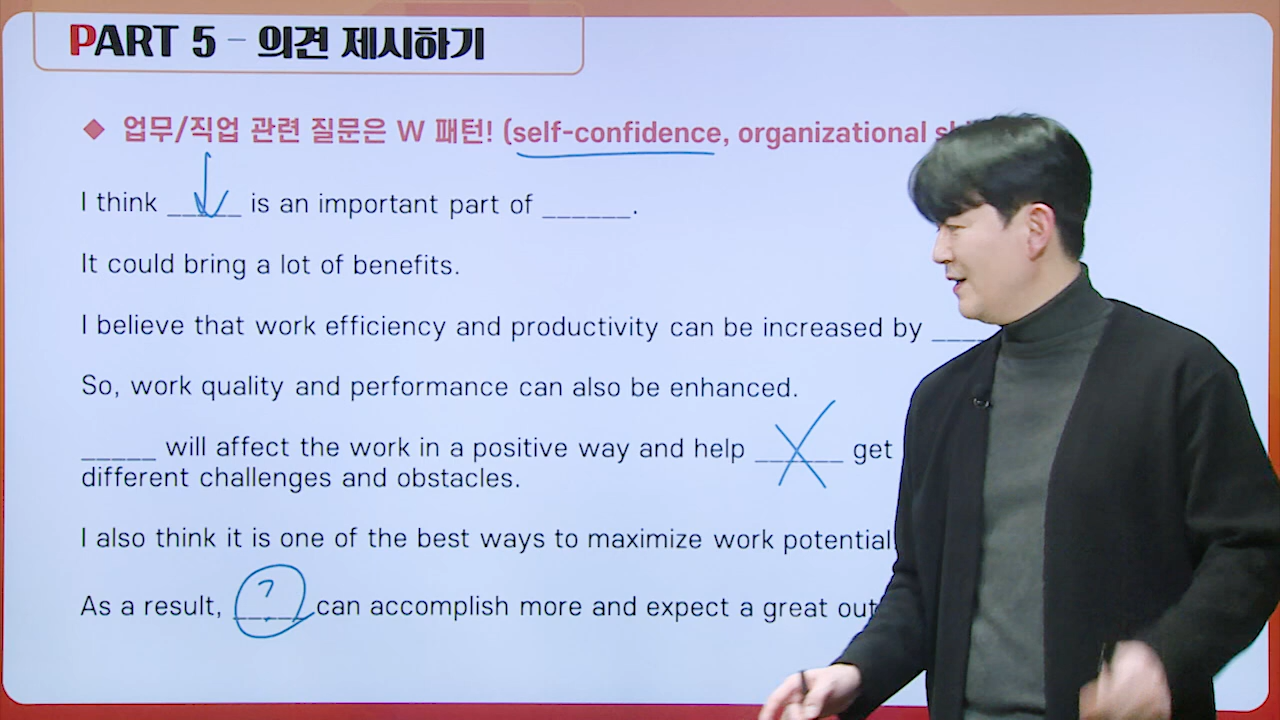 PART 5 – 의견 제시하기
◆ 업무/직업 관련 질문은 W 패턴! (self-confidence, organizational
I think ______ is an important part of ______.
It could bring a lot of benefits.
I believe that work efficiency and productivity can be increased by ____
So, work quality and performance can also be enhanced.
_____ will affect the work in a positive way and help ______ get
different challenges and obstacles.
I also think it is one of the best ways to maximize work potential
As a result, _____ can accomplish more and expect a great
?